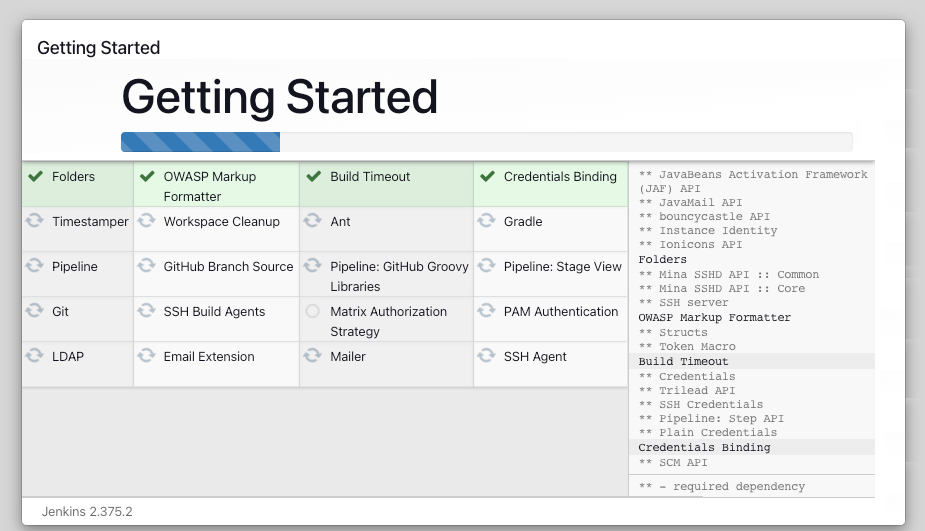 Getting Started
Getting Started
Folders
OWASP Markup
Formatter
Build Timeout
Credentials Binding
Timestamper
Workspace Cleanup
Ant
Gradle
Pipeline
GitHub Branch Source
Pipeline: GitHub Groovy
Libraries
Pipeline: Stage View
Git
SSH Build Agents
Matrix Authorization
Strategy
PAM Authentication
LDAP
Email Extension
Mailer
SSH Agent
** JavaBeans Activation Framework
(JAF) API
** JavaMail API
** bouncycastle API
** Instance Identity
** Ionicons API
Folders
** Mina SSHD API :: Common
** Mina SSHD API :: Core
** SSH server
OWASP Markup Formatter
** Structs
** Token Macro
Build Timeout
** Credentials
** Trilead API
** SSH Credentials
** Pipeline: Step API
** Plain Credentials
Credentials Binding
** SCM API
** - required dependency
Jenkins 2.375.2